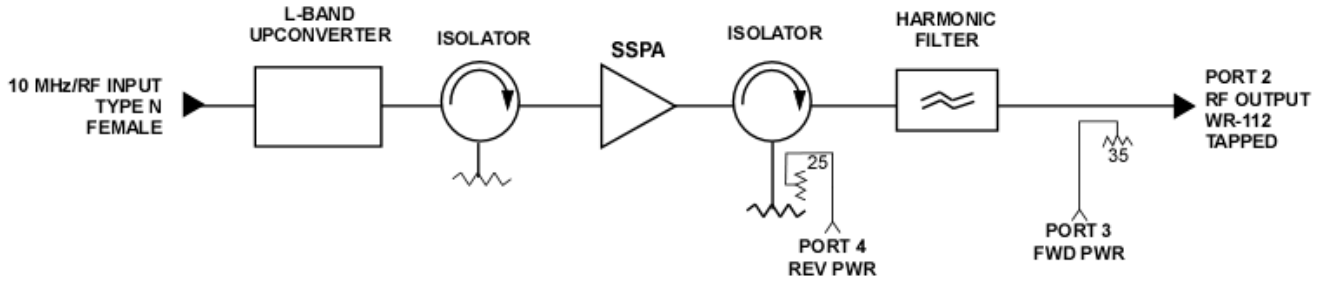 10 MHz/RF INPUT
TYPE N
FEMALE
L-BAND
UPCONVERTER
ISOLATOR
SSPA
ISOLATOR
25
PORT 4
REV PWR
HARMONIC
FILTER
35
PORT 3
FWD PWR
PORT 2
RF OUTPUT
WR-112
TAPPED